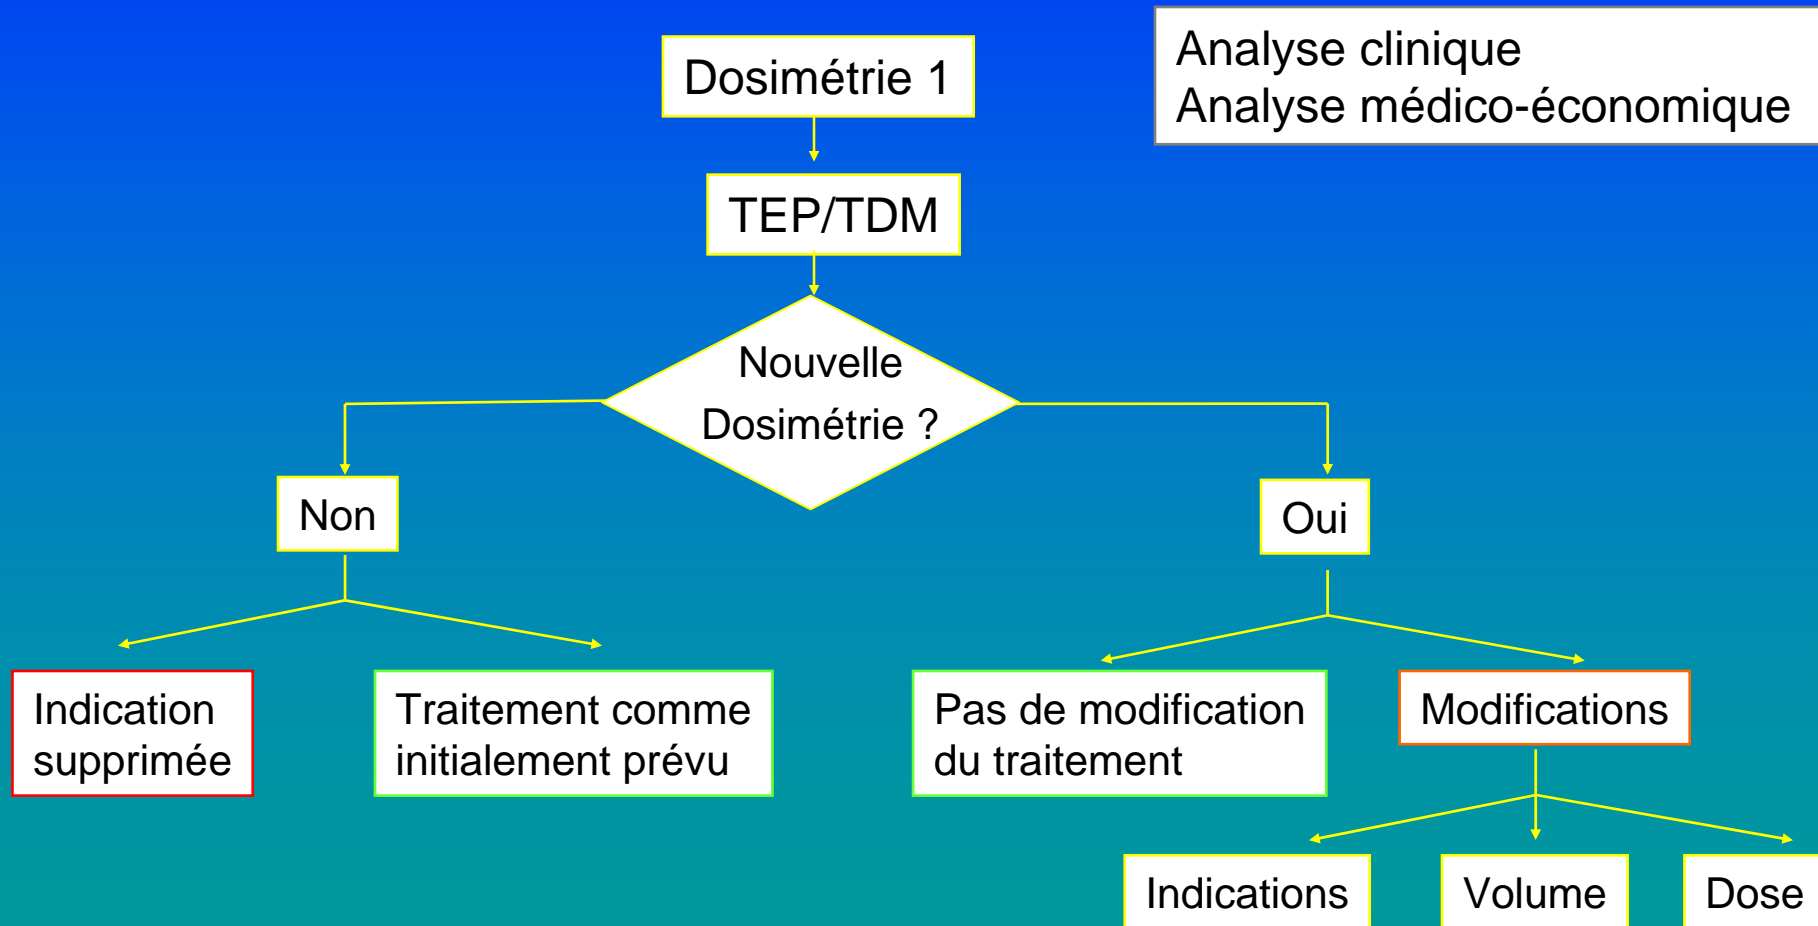 Dosimétrie 1
Analyse clinique
Analyse médico-économique
TEP/TDM
Nouvelle
Dosimétrie ?
Non
Oui
Indication
supprimée
Traitement comme
initialement prévu
Pas de modification
du traitement
Modifications
Indications
Volume
Dose